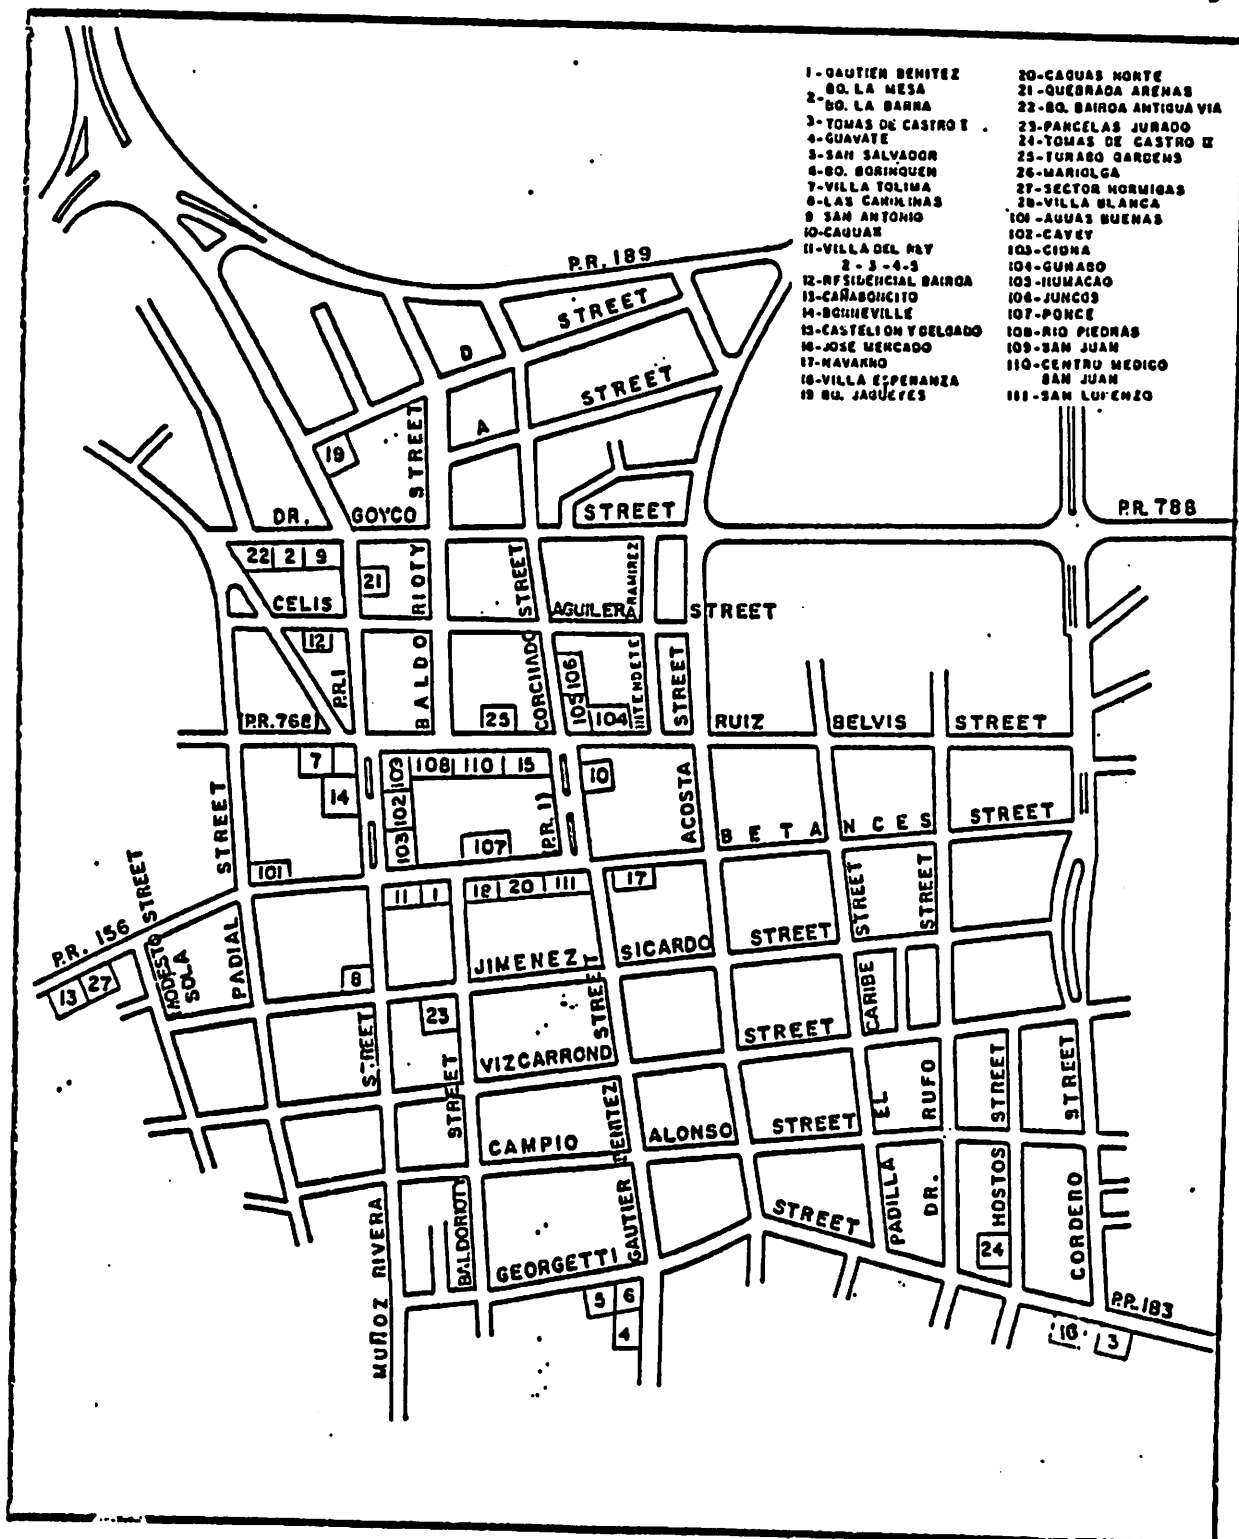 1-GAUTIER BENITEZ
BO. LA MESA
2-BO. LA BARRA
3-TOMAS DE CASTRO I
4-GUAVATE
5-SAN SALVADOR
6-BO. BORINQUEN
7-VILLA TOLIMA
8-LAS CAROLINAS
9 SAN ANTONIO
10-CAGUAX
11-VILLA DEL REY
2-3-4-5
12-RESIDENCIAL BAIROA
13-CAÑABONCITO
14-BONNEVILLE
15-CASTELLON Y DELGADO
16-JOSE MERCADO
17-NAVARRO
18-VILLA ESPERANZA
19 BO. JAGUEYES
20-CAGUAS NORTE
21-QUEBRADA ARENAS
22-BO. BAIROA ANTIGUA VIA
23-PARCELAS JURADO
24-TOMAS DE CASTRO II
25-TURABO GARDENS
26-MARIOLGA
27-SECTOR HORMIGAS
28-VILLA BLANCA
101-AGUAS BUENAS
102-CAYEY
103-CIDRA
104-GURABO
105-HUMACAO
106-JUNCOS
107-PONCE
108-RIO PIEDRAS
109-SAN JUAN
110-CENTRO MEDICO
SAN JUAN
111-SAN LORENZO
P.R. 189
D STREET
A STREET
STREET
19
DR. GOYCO STREET
P.R. 788
22 2 9
21
BALDORIOTY
CORCHADO STREET
RAMIREZ
INTENDETE
CELIS AGUILERA STREET
12
P.R.1
P.R. 768
25
105 106
104
STREET
RUIZ BELVIS STREET
7
14
103 108 110 15
102
103
107
(P.R. 1)
10
ACOSTA
STREET
BETANCES STREET
101
11 1
18 20 111
17
P.R. 156
MODESTO SOLA STREET
PADIAL
13 27
8
JIMENEZ SICARDO STREET
STREET
STREET
CARIBE
23
STREET
STREET
VIZCARROND STREET
STREET
EL
RUFO
STREET
STREET
CAMPIO ALONSO STREET
BENITEZ
GAUTIER
PADILLA
DR.
HOSTOS
CORDERO
MUÑOZ RIVERA
BALDORIOTY
GEORGETTI STREET
24
5 6
4
P.R. 183
16 3